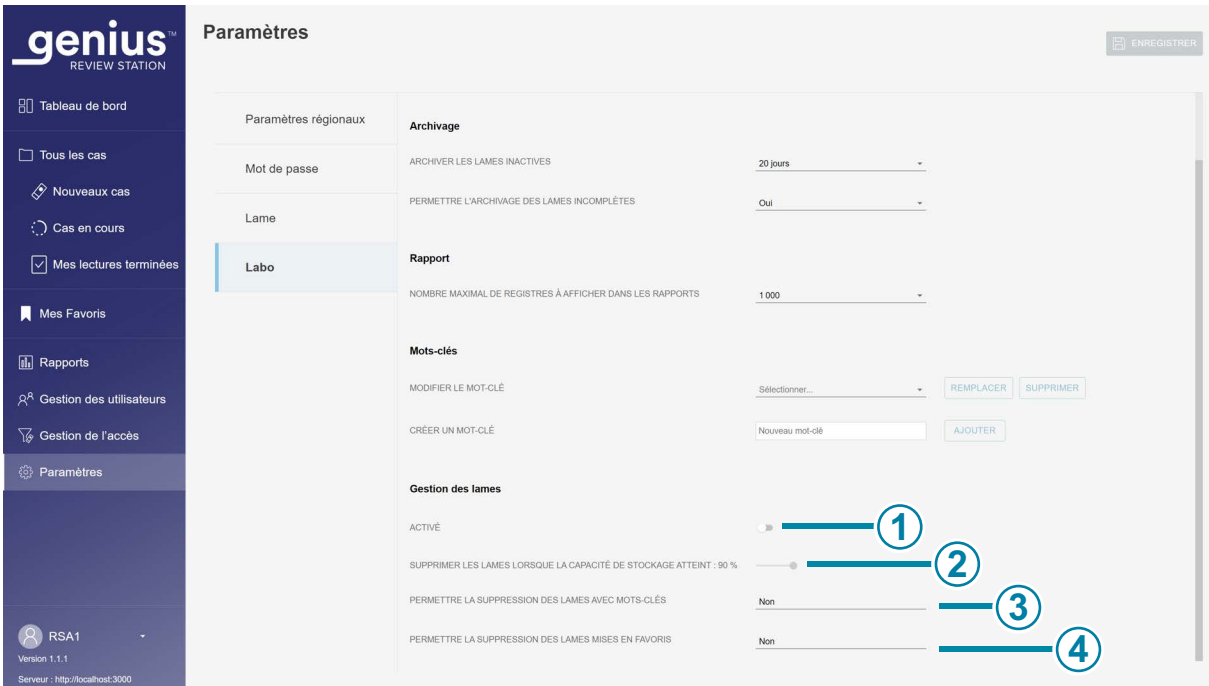 genius™
REVIEW STATION
Tableau de bord
Tous les cas
Nouveaux cas
Cas en cours
Mes lectures terminées
Mes Favoris
Rapports
Gestion des utilisateurs
Gestion de l'accès
Paramètres
RSA1
Version 1.1.1
Serveur : http://localhost:3000
Paramètres
ENREGISTRER
Paramètres régionaux
Mot de passe
Lame
Labo
Archivage
ARCHIVER LES LAMES INACTIVES 20 jours
PERMETTRE L'ARCHIVAGE DES LAMES INCOMPLÈTES Oui
Rapport
NOMBRE MAXIMAL DE REGISTRES À AFFICHER DANS LES RAPPORTS 1 000
Mots-clés
MODIFIER LE MOT-CLÉ Sélectionner... REMPLACER SUPPRIMER
CRÉER UN MOT-CLÉ Nouveau mot-clé AJOUTER
Gestion des lames
ACTIVÉ 1
SUPPRIMER LES LAMES LORSQUE LA CAPACITÉ DE STOCKAGE ATTEINT : 90 % 2
PERMETTRE LA SUPPRESSION DES LAMES AVEC MOTS-CLÉS Non 3
PERMETTRE LA SUPPRESSION DES LAMES MISES EN FAVORIS Non 4